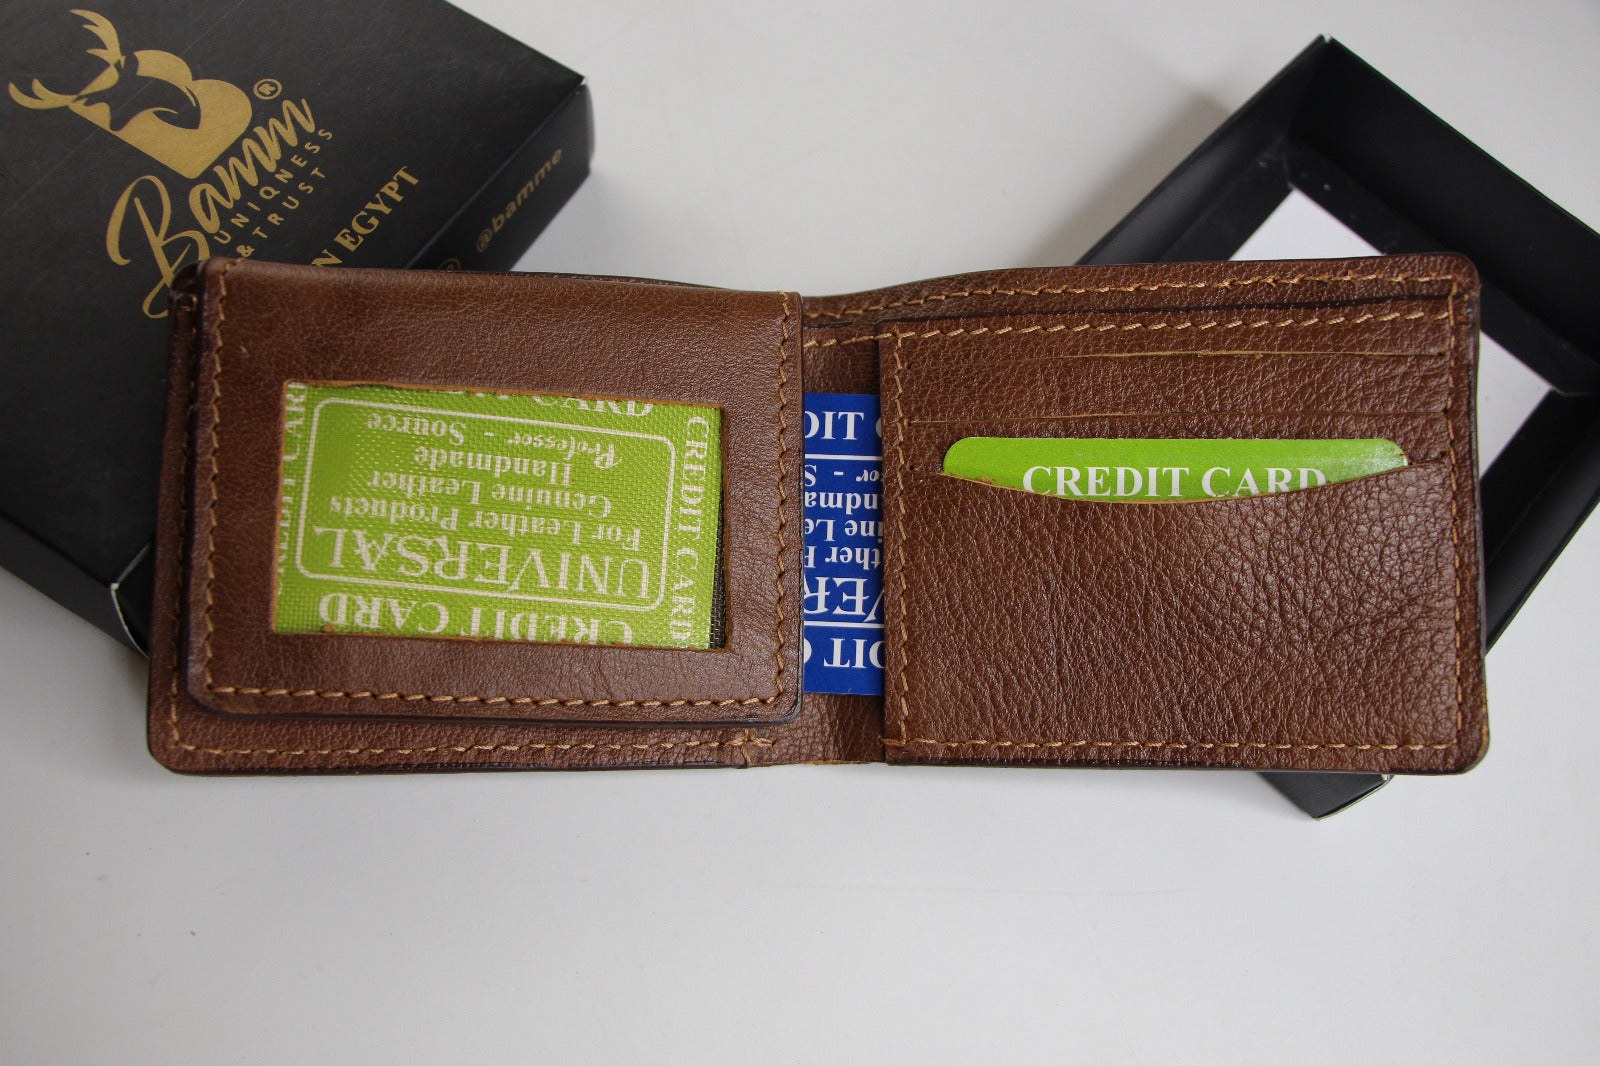 Bamm®
UNIQNESS
&TRUST
N EGYPT
@bamme
CREDIT CARD
UNIVERSAL
For Leather Products
Genuine Leather
Handmade
Professor - Source
CREDIT CARD
CREDIT CARD
DIT
CREDIT CARD